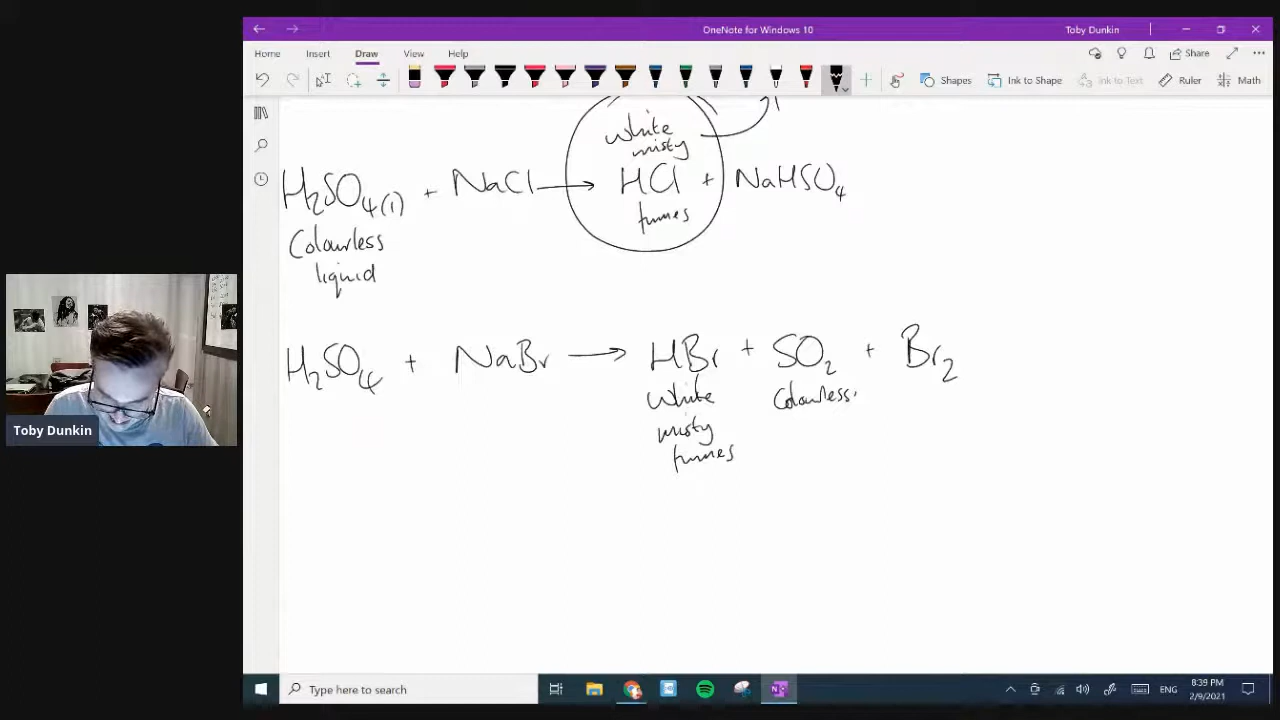 OneNote for Windows 10
Toby Dunkin
Home Insert Draw View Help
Share
Shapes Ink to Shape Ink to Text Ruler Math
White
misty
H₂SO₄(l) + NaCl → HCl + NaHSO₄
fumes
Colourless
liquid
H₂SO₄ + NaBr → HBr + SO₂ + Br₂
White
misty
fumes
Colourless
Toby Dunkin
Type here to search
ENG
8:39 PM
2/9/2021